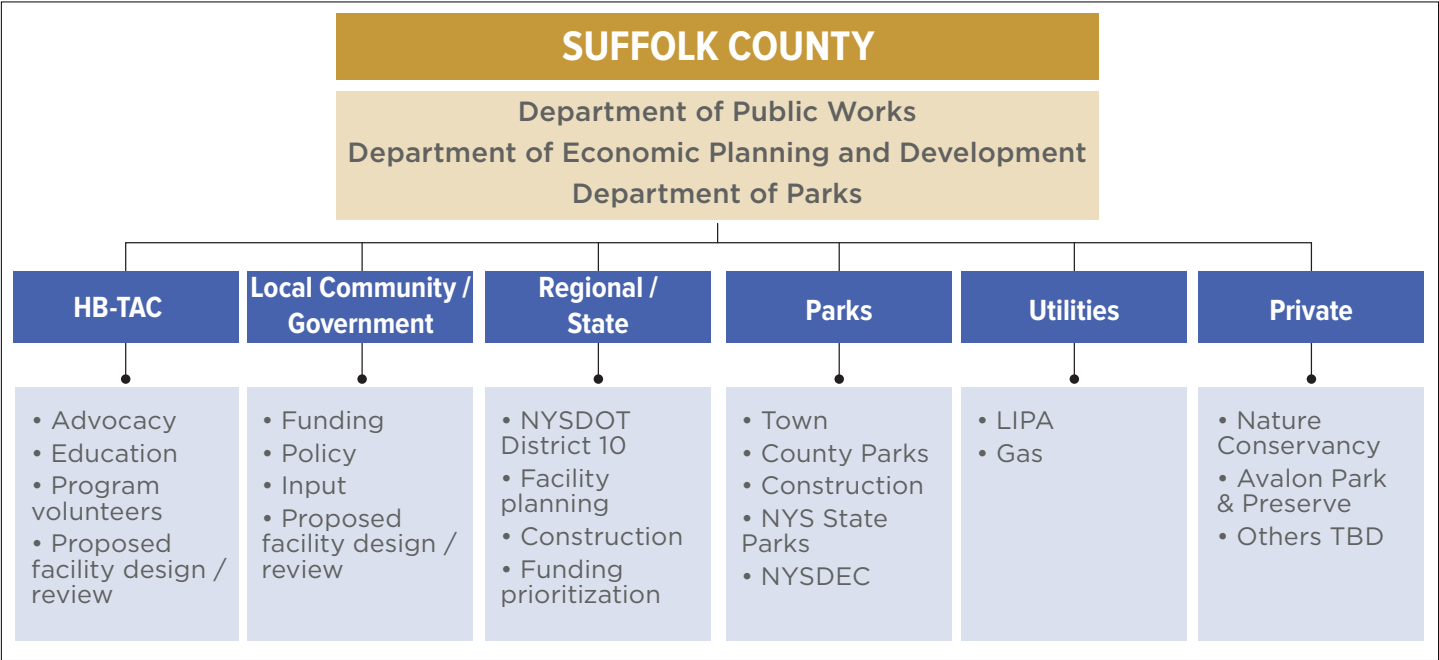 SUFFOLK COUNTY
Department of Public Works
Department of Economic Planning and Development
Department of Parks
HB-TAC
• Advocacy
• Education
• Program
volunteers
• Proposed
facility design /
review
Local Community /
Government
• Funding
• Policy
• Input
• Proposed
facility design /
review
Regional /
State
• NYSDOT
District 10
• Facility
planning
• Construction
• Funding
prioritization
Parks
• Town
• County Parks
• Construction
• NYS State
Parks
• NYSDEC
Utilities
• LIPA
• Gas
Private
• Nature
Conservancy
• Avalon Park
& Preserve
• Others TBD